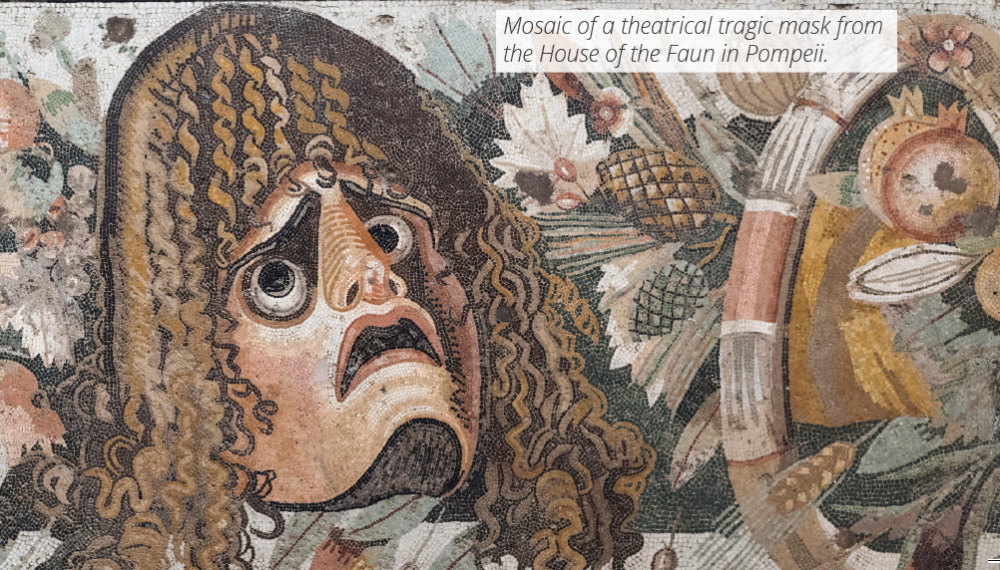 Mosaic of a theatrical tragic mask from
the House of the Faun in Pompeii.